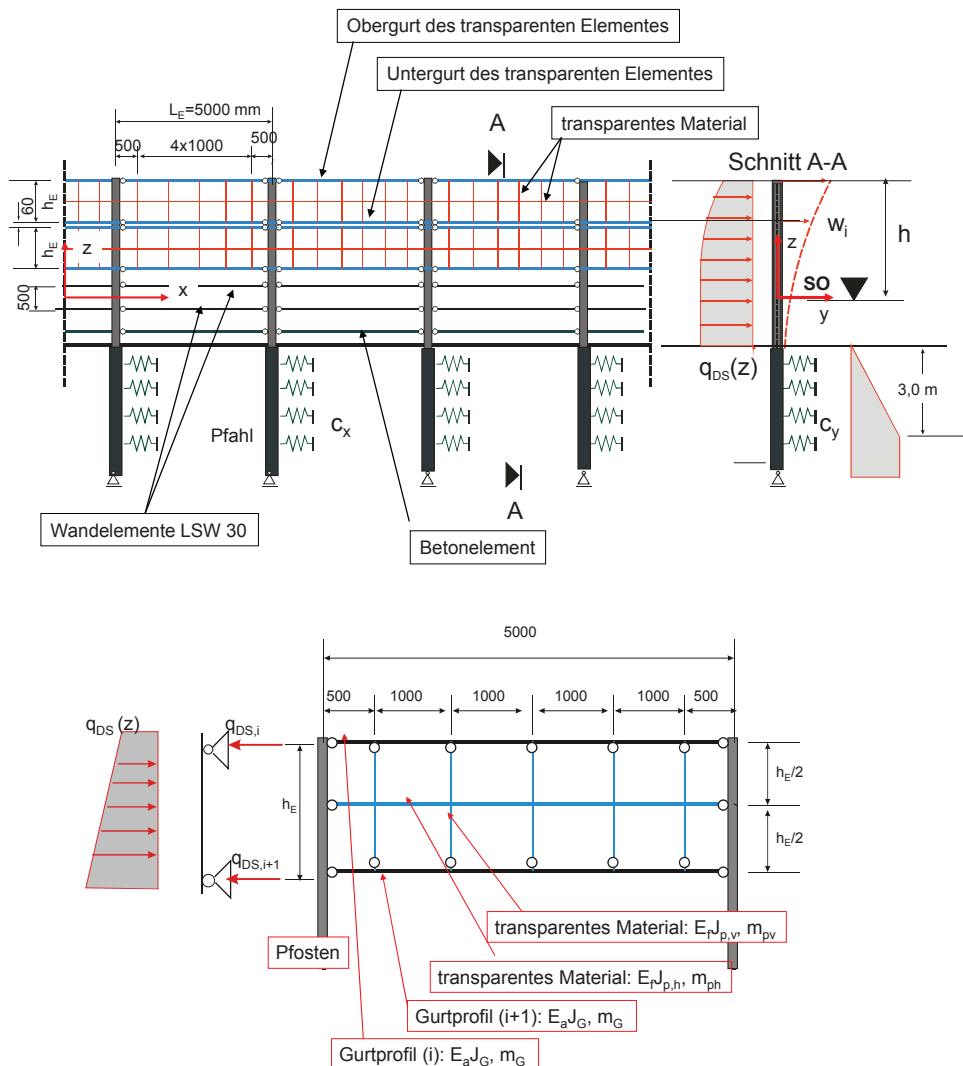 Obergurt des transparenten Elementes
Untergurt des transparenten Elementes
L_E=5000 mm
A
transparentes Material
500
4x1000
500
Schnitt A-A
h_E
60
h_E
z
x
500
w_i
z
h
SO
y
q_DS(z)
3,0 m
Pfahl
c_x
c_y
A
Wandelemente LSW 30
Betonelement
5000
500
1000
1000
1000
1000
500
q_DS (z)
q_DS,i
h_E
h_E/2
h_E/2
q_DS,i+1
transparentes Material: E_fJ_p,v, m_pv
Pfosten
transparentes Material: E_fJ_p,h, m_ph
Gurtprofil (i+1): E_aJ_G, m_G
Gurtprofil (i): E_aJ_G, m_G